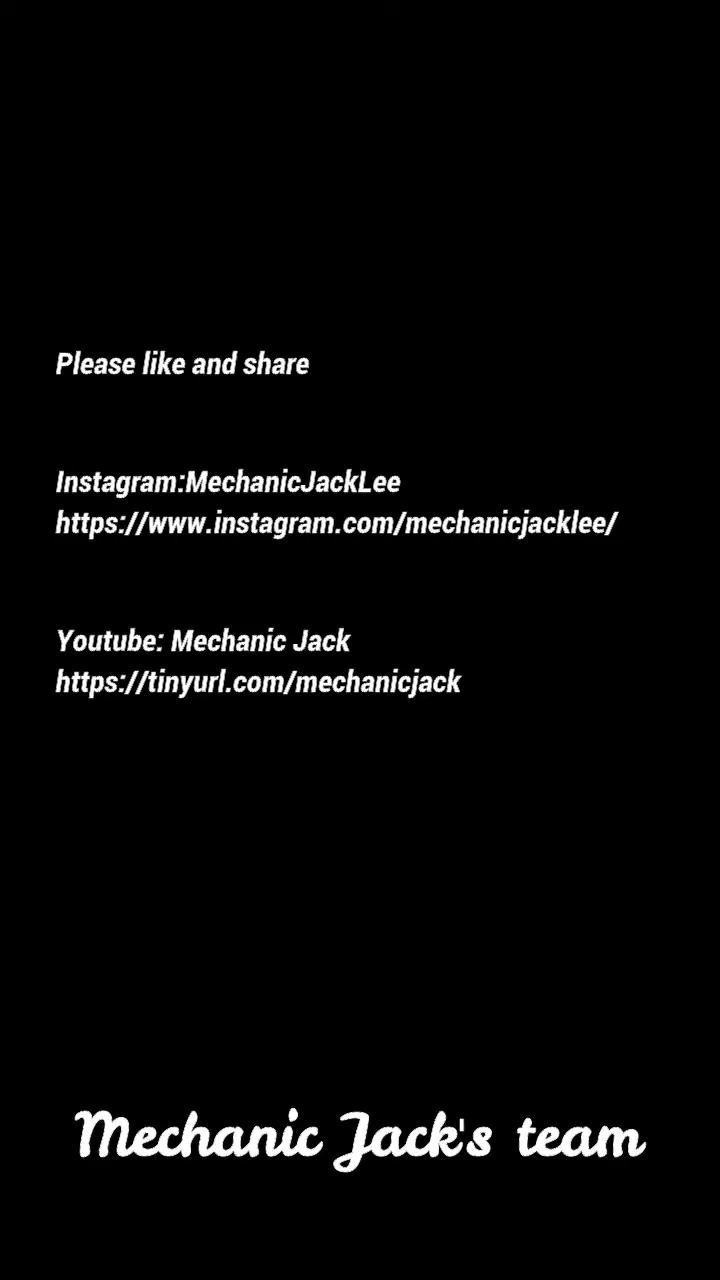 Please like and share
Instagram:MechanicJackLee
https://www.instagram.com/mechanicjacklee/
Youtube: Mechanic Jack
https://tinyurl.com/mechanicjack
Mechanic Jack's team